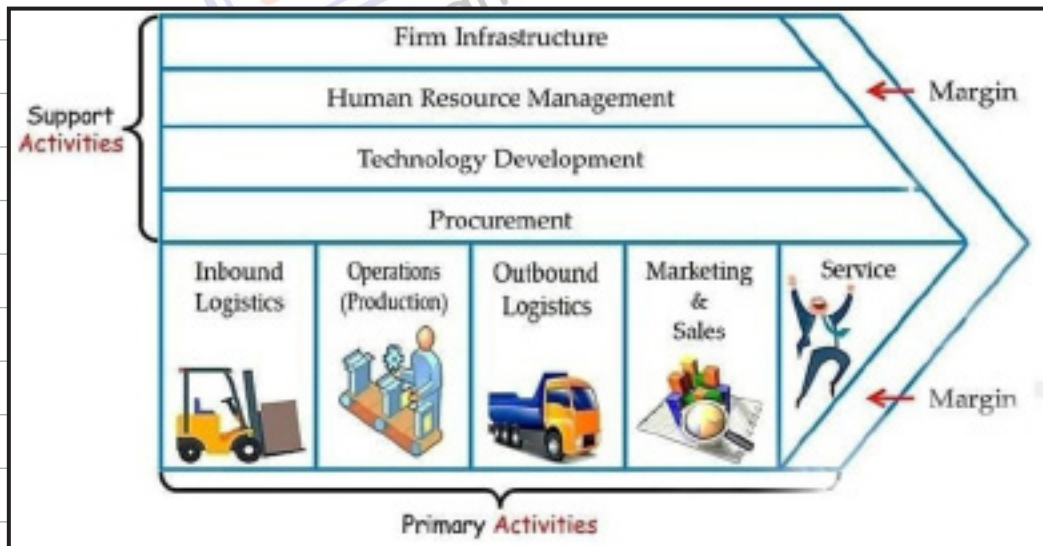 Firm Infrastructure
Human Resource Management
Technology Development
Procurement
Support
Activities
Margin
Inbound
Logistics
Operations
(Production)
Outbound
Logistics
Marketing
&
Sales
Service
Margin
Primary Activities